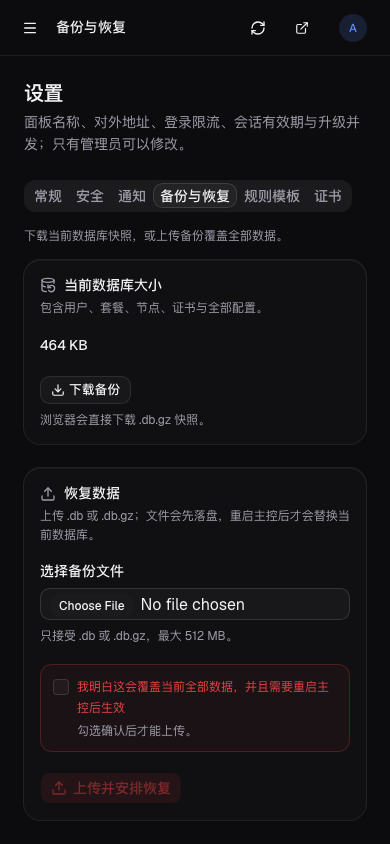 备份与恢复
A
设置
面板名称、对外地址、登录限流、会话有效期与升级并
发；只有管理员可以修改。
常规 安全 通知 备份与恢复 规则模板 证书
下载当前数据库快照，或上传备份覆盖全部数据。
当前数据库大小
包含用户、套餐、节点、证书与全部配置。
464 KB
下载备份
浏览器会直接下载 .db.gz 快照。
恢复数据
上传 .db 或 .db.gz；文件会先落盘，重启主控后才会替换当
前数据库。
选择备份文件
Choose File No file chosen
只接受 .db 或 .db.gz，最大 512 MB。
我明白这会覆盖当前全部数据，并且需要重启主
控后生效
勾选确认后才能上传。
上传并安排恢复